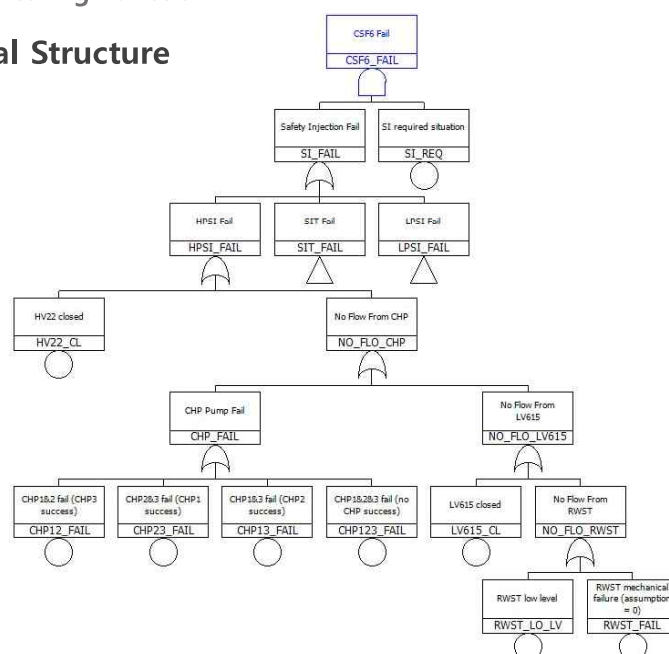 al Structure
CSF6 Fail
CSF6_FAIL
Safety Injection Fail
SI_FAIL
SI required situation
SI_REQ
HPSI Fail
HPSI_FAIL
SIT Fail
SIT_FAIL
LPSI Fail
LPSI_FAIL
HV22 closed
HV22_CL
No Flow From CHP
NO_FLO_CHP
CHP Pump Fail
CHP_FAIL
No Flow From
LV615
NO_FLO_LV615
CHP1&2 fail (CHP3
success)
CHP12_FAIL
CHP2&3 fail (CHP1
success)
CHP23_FAIL
CHP1&3 fail (CHP2
success)
CHP13_FAIL
CHP1&2&3 fail (no
CHP success)
CHP123_FAIL
LV615 closed
LV615_CL
No Flow From
RWST
NO_FLO_RWST
RWST low level
RWST_LO_LV
RWST mechanical
failure (assumption
= 0)
RWST_FAIL